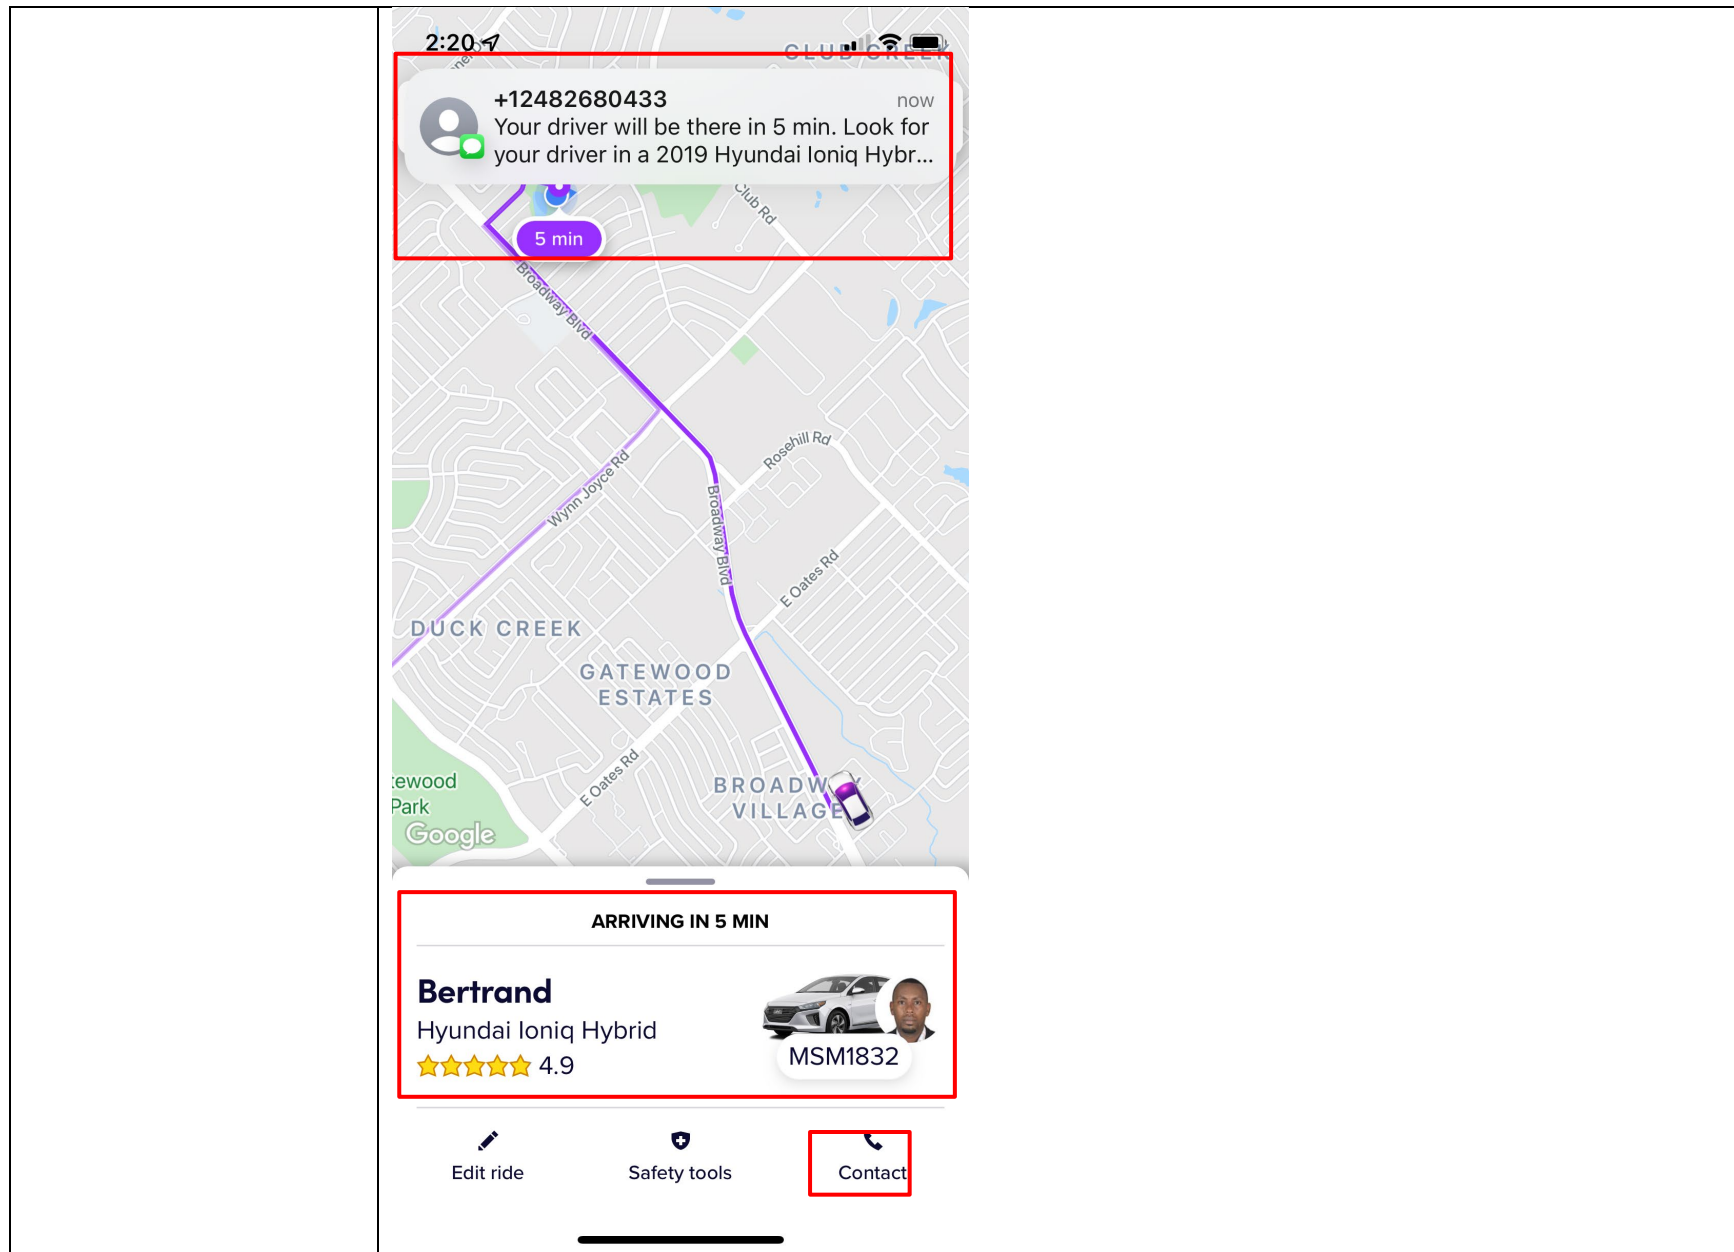 2:20
CLUB CREEK
+12482680433
now
Your driver will be there in 5 min. Look for
your driver in a 2019 Hyundai Ioniq Hybr...
Club Rd
5 min
Broadway Blvd
Rosehill Rd
Wynn Joyce Rd
Broadway Blvd
E Oates Rd
DUCK CREEK
GATEWOOD
ESTATES
E Oates Rd
tewood
Park
BROADW Y
VILLAGE
Google
ARRIVING IN 5 MIN
Bertrand
Hyundai Ioniq Hybrid
4.9
MSM1832
Edit ride
Safety tools
Contact